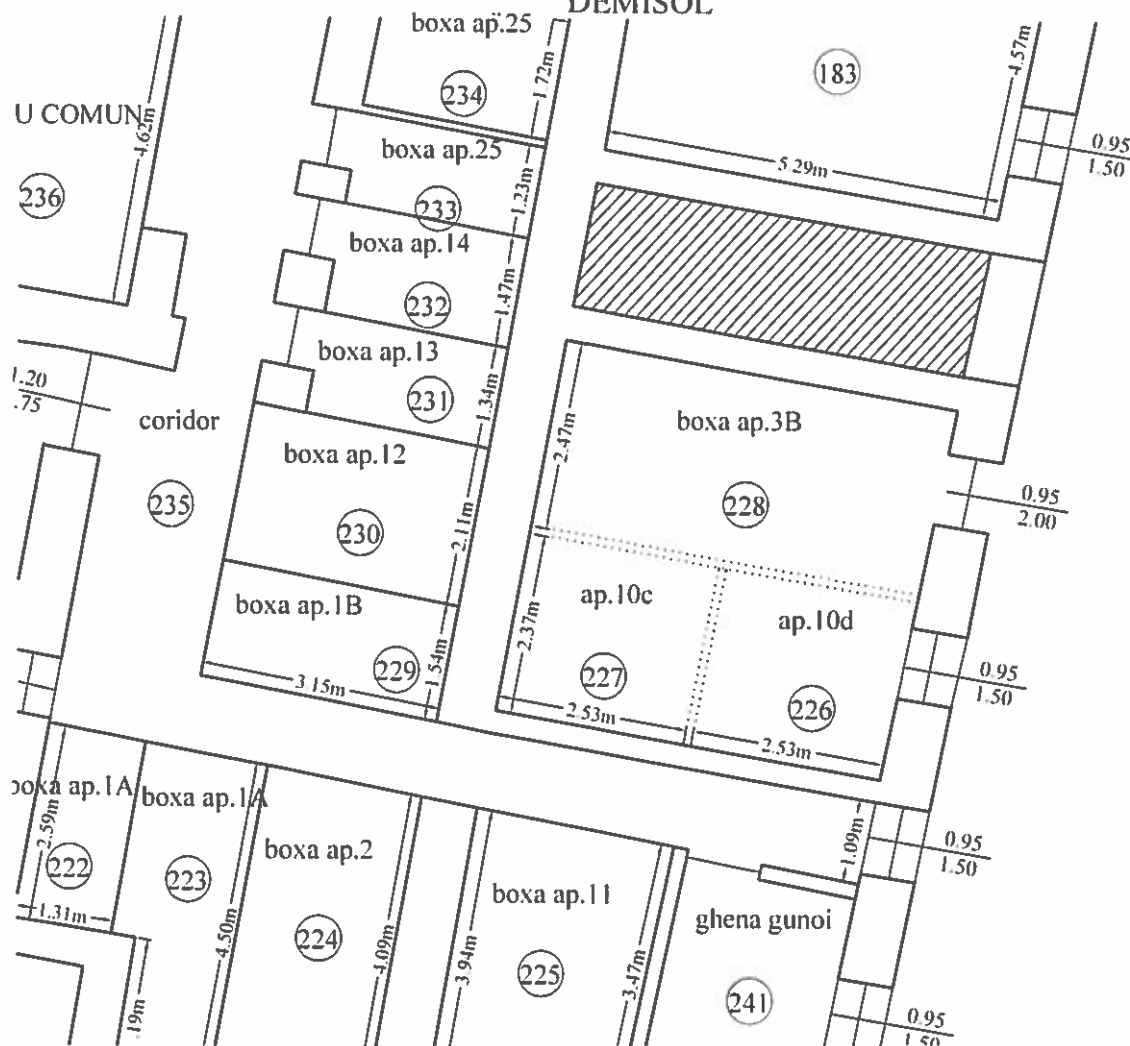 DEMISOL
boxa ap.25
234
1.72m
183
4.57m
U COMUN
4.62m
boxa ap.25
0.95
1.50
5.29m
236
233
1.23m
boxa ap.14
232
1.47m
boxa ap.13
231
1.34m
1.20
.75
coridor
boxa ap.12
2.47m
boxa ap.3B
228
0.95
2.00
235
230
2.11m
boxa ap.1B
ap.10c
ap.10d
2.37m
229
1.54m
3.15m
227
2.53m
226
2.53m
0.95
1.50
boxa ap.1A
boxa ap.1A
2.59m
222
223
boxa ap.2
1.09m
0.95
1.50
boxa ap.11
ghena gunoi
1.31m
4.50m
224
4.09m
3.94m
225
3.47m
241
.19m
0.95
1.50